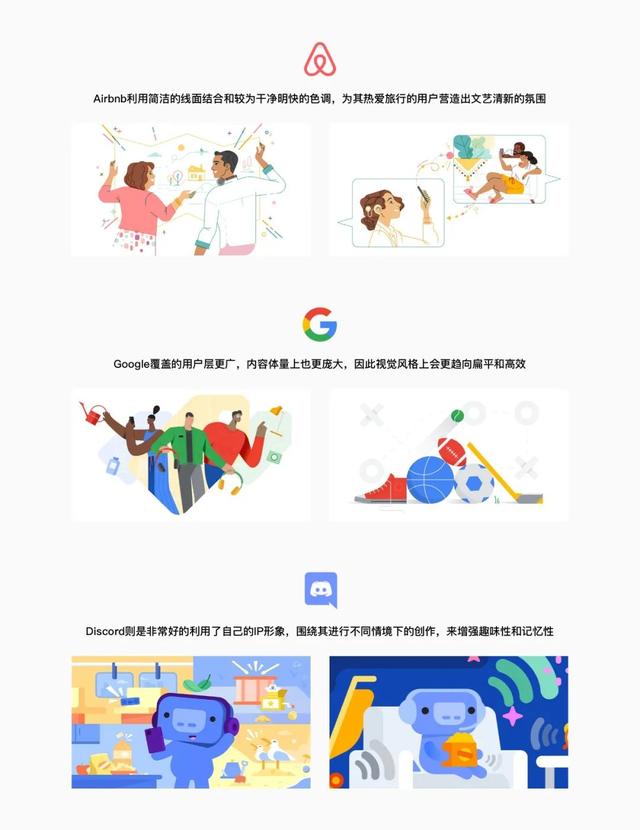 Airbnb利用简洁的线面结合和较为干净明快的色调，为其热爱旅行的用户营造出文艺清新的氛围
Google覆盖的用户层更广，内容体量上也更庞大，因此视觉风格上会更趋向扁平和高效
Discord则是非常好的利用了自己的IP形象，围绕其进行不同情境下的创作，来增强趣味性和记忆性